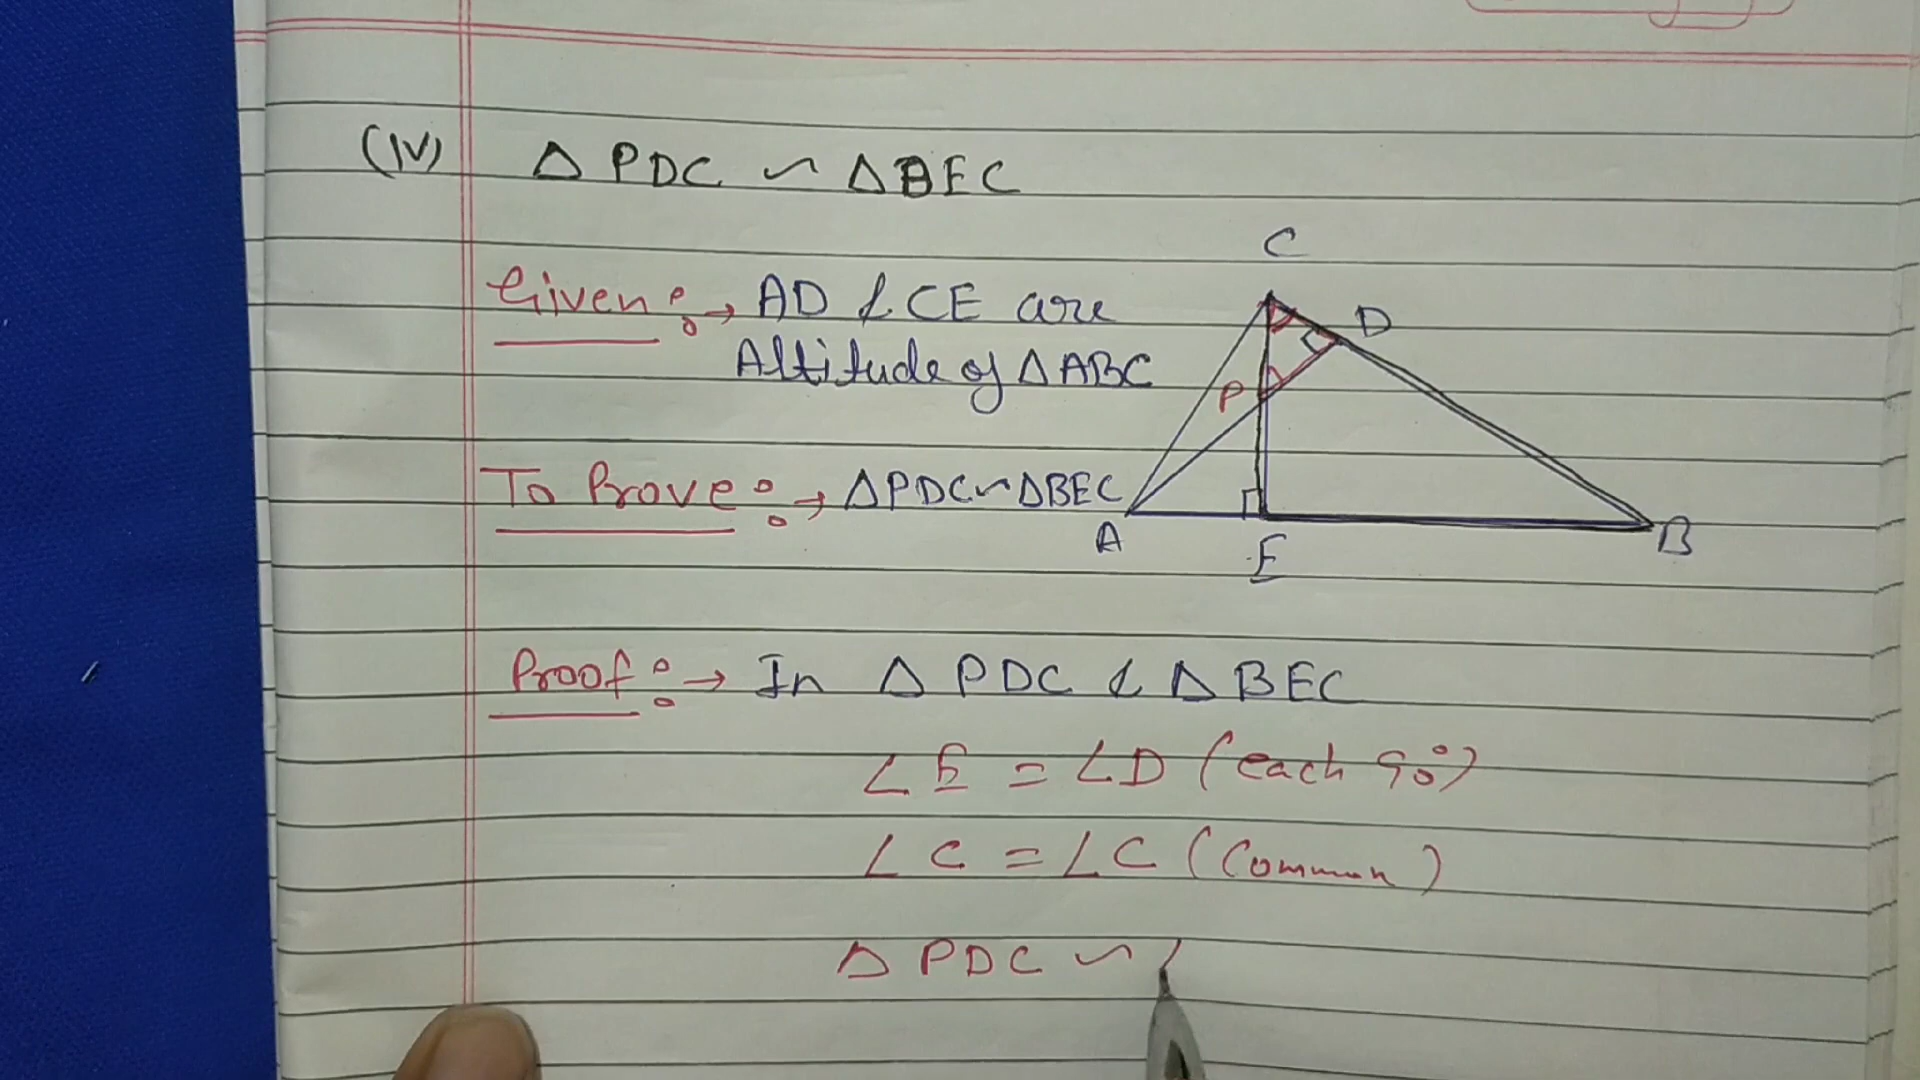 (IV) Δ PDC ~ Δ BEC
Given :→ AD & CE are
Altitude of Δ ABC
To Prove :→ Δ PDC ~ Δ BEC
C
D
P
A
E
B
Proof :→ In Δ PDC & Δ BEC
∠ E = ∠ D (each 90°)
∠ C = ∠ C (Common)
Δ PDC ~